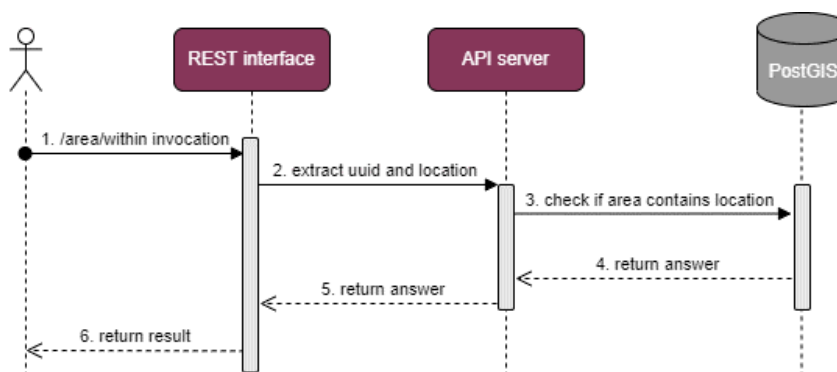 REST interface
API server
PostGIS
1. /area/within invocation
2. extract uuid and location
3. check if area contains location
4. return answer
5. return answer
6. return result